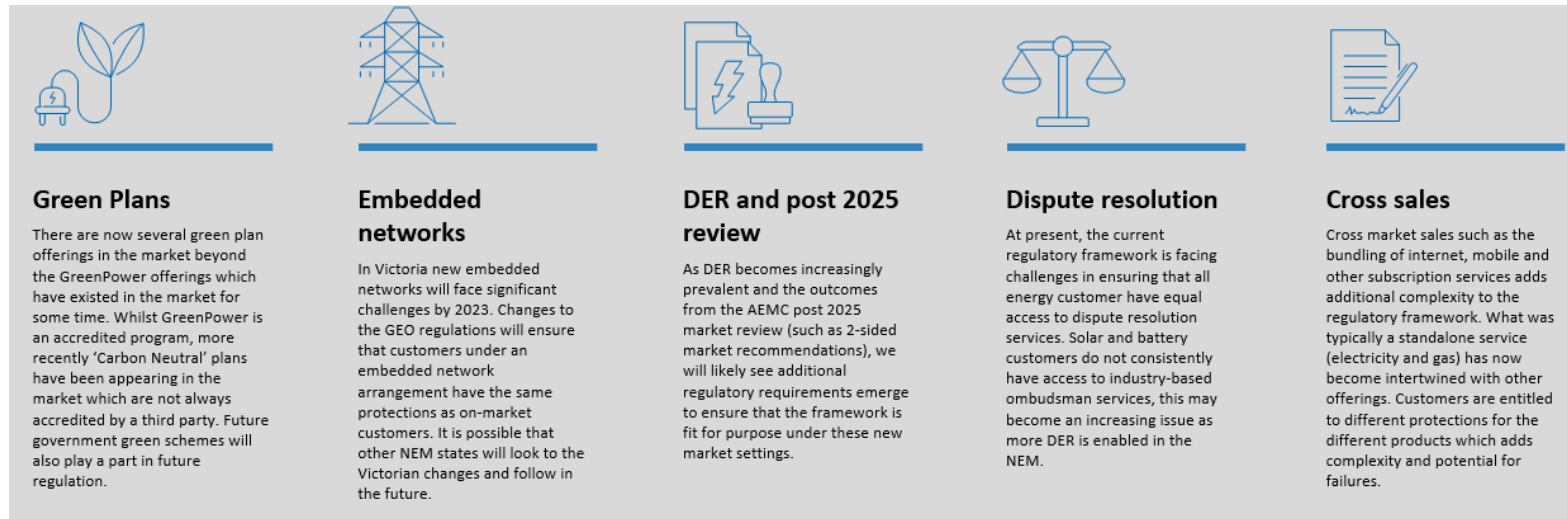 Green Plans
There are now several green plan
offerings in the market beyond
the GreenPower offerings which
have existed in the market for
some time. Whilst GreenPower is
an accredited program, more
recently ‘Carbon Neutral’ plans
have been appearing in the
market which are not always
accredited by a third party. Future
government green schemes will
also play a part in future
regulation.
Embedded
networks
In Victoria new embedded
networks will face significant
challenges by 2023. Changes to
the GEO regulations will ensure
that customers under an
embedded network
arrangement have the same
protections as on-market
customers. It is possible that
other NEM states will look to the
Victorian changes and follow in
the future.
DER and post 2025
review
As DER becomes increasingly
prevalent and the outcomes
from the AEMC post 2025
market review (such as 2-sided
market recommendations), we
will likely see additional
regulatory requirements emerge
to ensure that the framework is
fit for purpose under these new
market settings.
Dispute resolution
At present, the current
regulatory framework is facing
challenges in ensuring that all
energy customer have equal
access to dispute resolution
services. Solar and battery
customers do not consistently
have access to industry-based
ombudsman services, this may
become an increasing issue as
more DER is enabled in the
NEM.
Cross sales
Cross market sales such as the
bundling of internet, mobile and
other subscription services adds
additional complexity to the
regulatory framework. What was
typically a standalone service
(electricity and gas) has now
become intertwined with other
offerings. Customers are entitled
to different protections for the
different products which adds
complexity and potential for
failures.